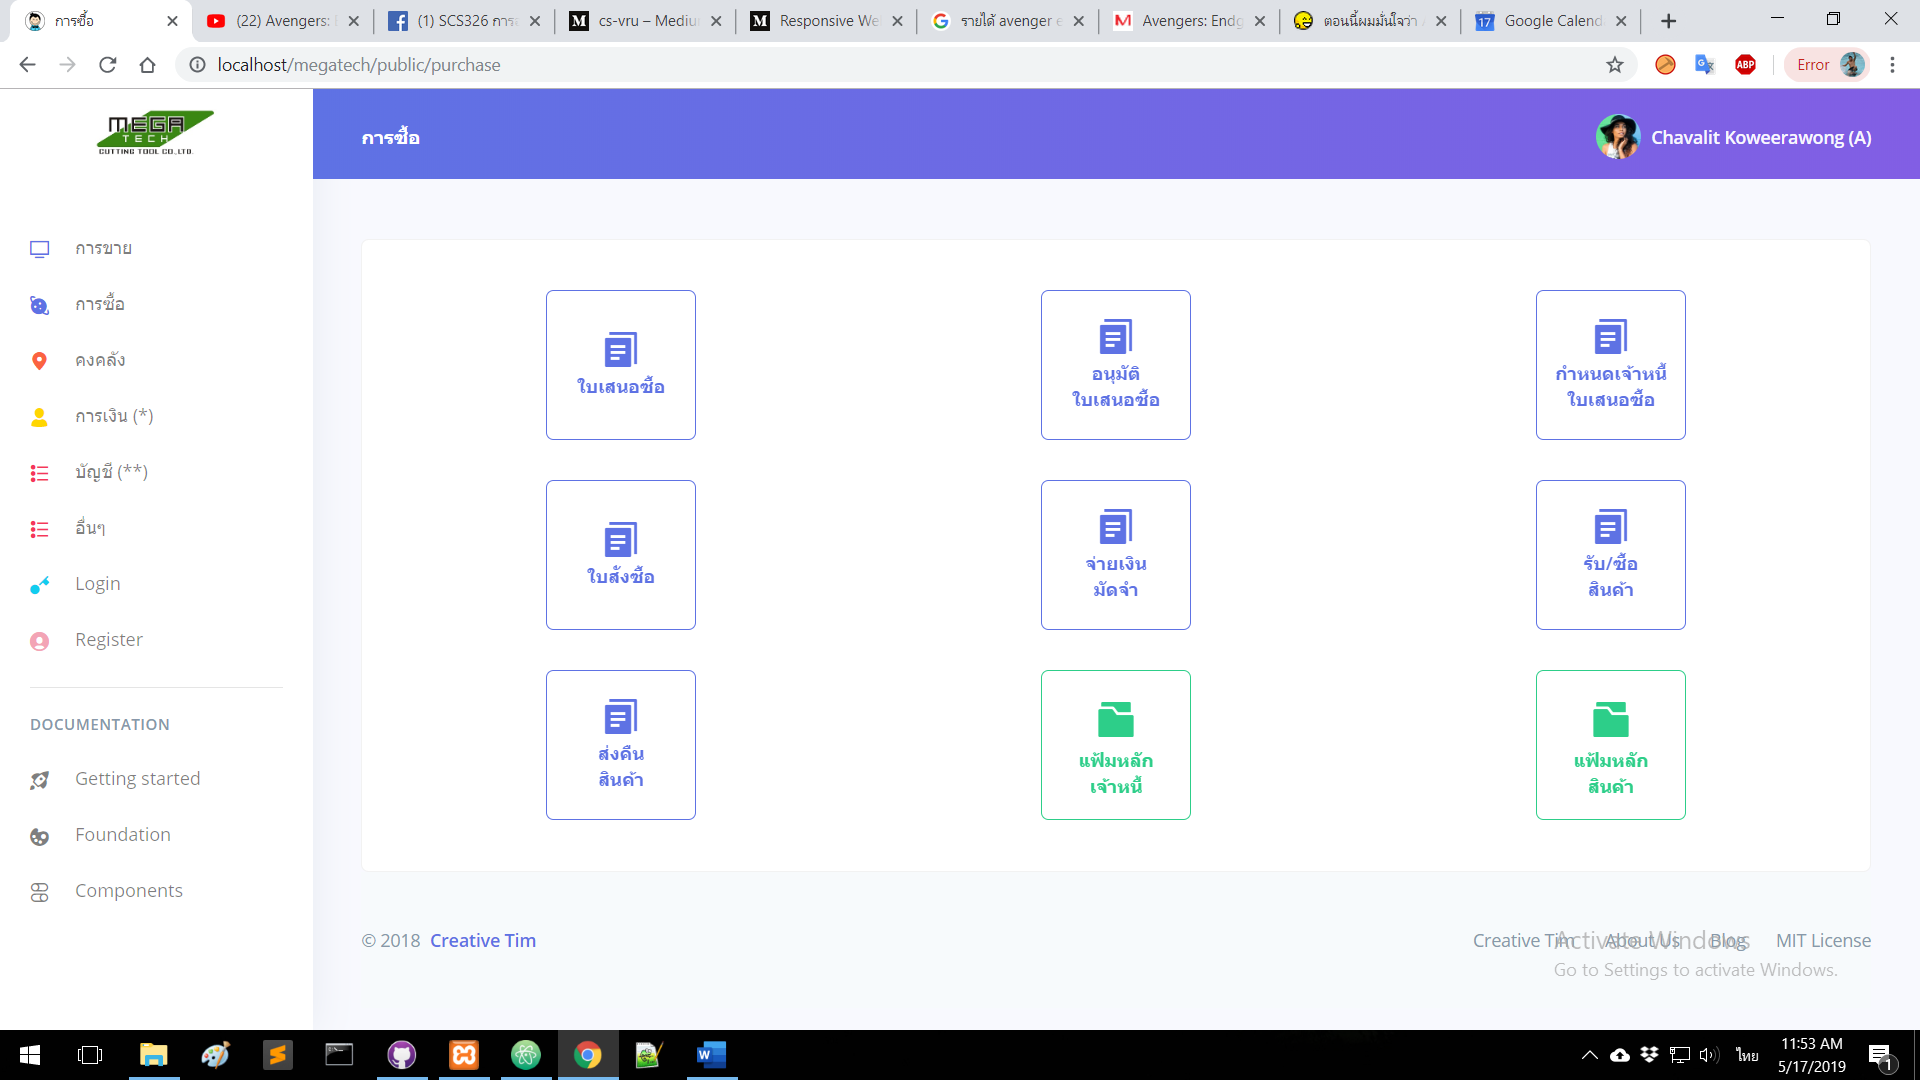 การซื้อ
(22) Avengers: E
(1) SCS326 การ
cs-vru – Mediu
Responsive We
รายได้ avenger e
Avengers: Endg
ตอนนี้ผมมั่นใจว่า
Google Calend
localhost/megatech/public/purchase
ABP
Error
MEGA
TECH
CUTTING TOOL CO.,LTD.
การซื้อ
Chavalit Koweerawong (A)
การขาย
การซื้อ
คงคลัง
การเงิน (*)
บัญชี (**)
อื่นๆ
Login
Register
DOCUMENTATION
Getting started
Foundation
Components
ใบเสนอซื้อ
อนุมัติ
ใบเสนอซื้อ
กำหนดเจ้าหนี้
ใบเสนอซื้อ
ใบสั่งซื้อ
จ่ายเงิน
มัดจำ
รับ/ซื้อ
สินค้า
ส่งคืน
สินค้า
แฟ้มหลัก
เจ้าหนี้
แฟ้มหลัก
สินค้า
© 2018 Creative Tim
Creative Tim About Us Blog MIT License
Activate Windows
Go to Settings to activate Windows.
ไทย
11:53 AM
5/17/2019
1